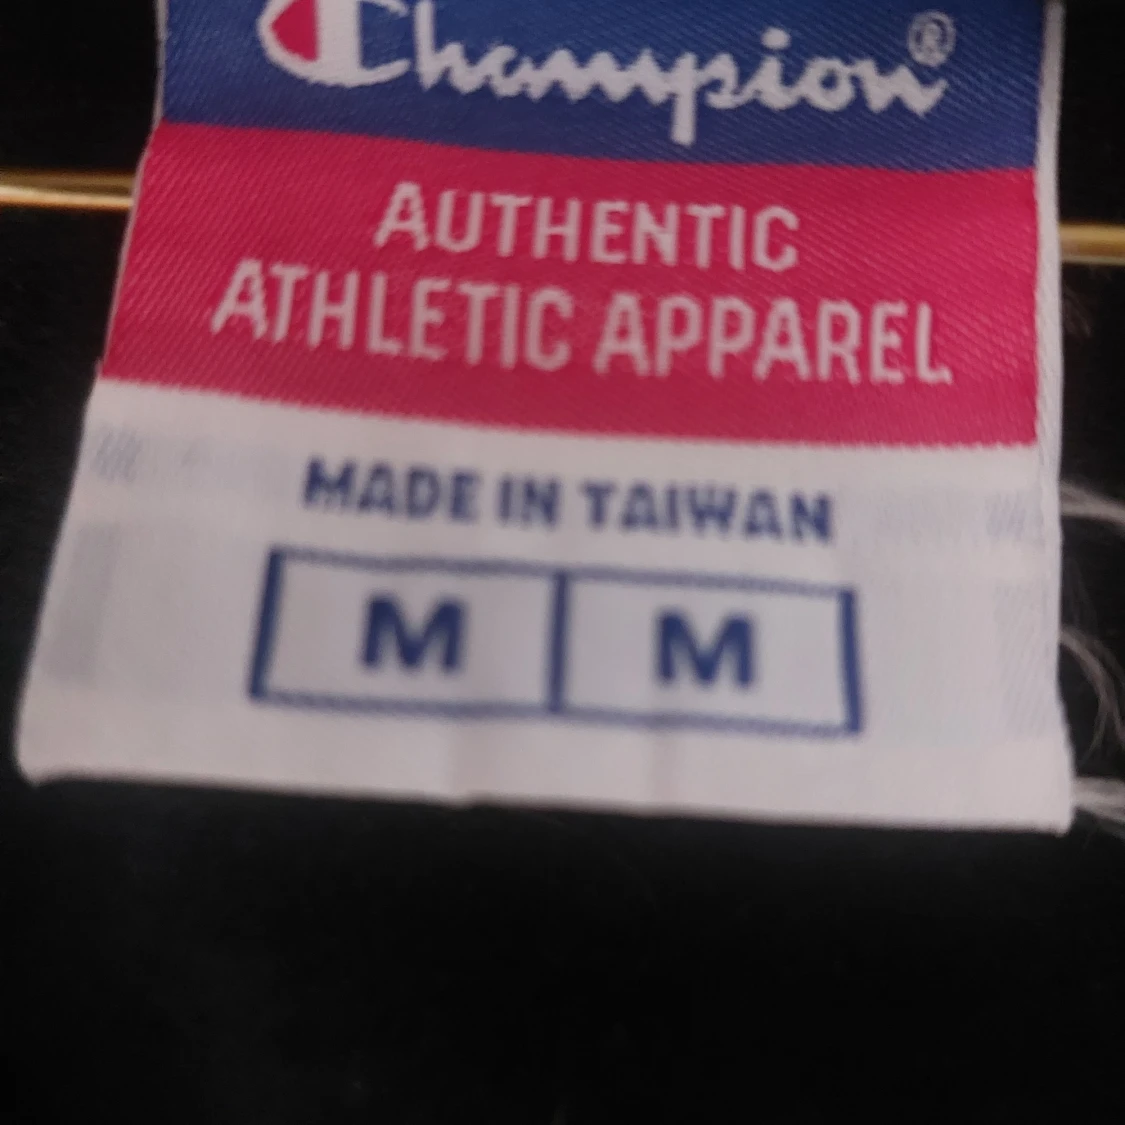 Champion®
AUTHENTIC
ATHLETIC APPAREL
MADE IN TAIWAN
M M